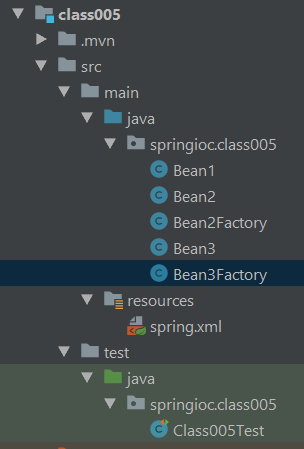 class005
.mvn
src
main
java
springioc.class005
Bean1
Bean2
Bean2Factory
Bean3
Bean3Factory
resources
spring.xml
test
java
springioc.class005
Class005Test